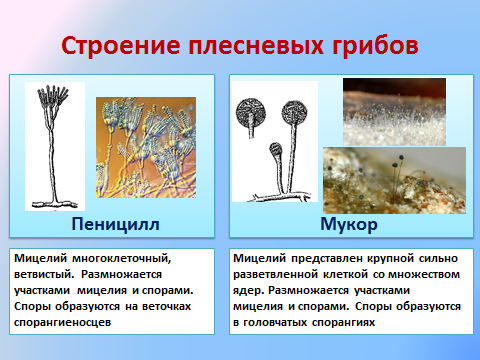 Строение плесневых грибов
Пеницилл
Мицелий многоклеточный,
ветвистый. Размножается
участками мицелия и спорами.
Споры образуются на веточках
спорангиеносцев
Мукор
Мицелий представлен крупной сильно
разветвленной клеткой со множеством
ядер. Размножается участками
мицелия и спорами. Споры образуются
в головчатых спорангиях